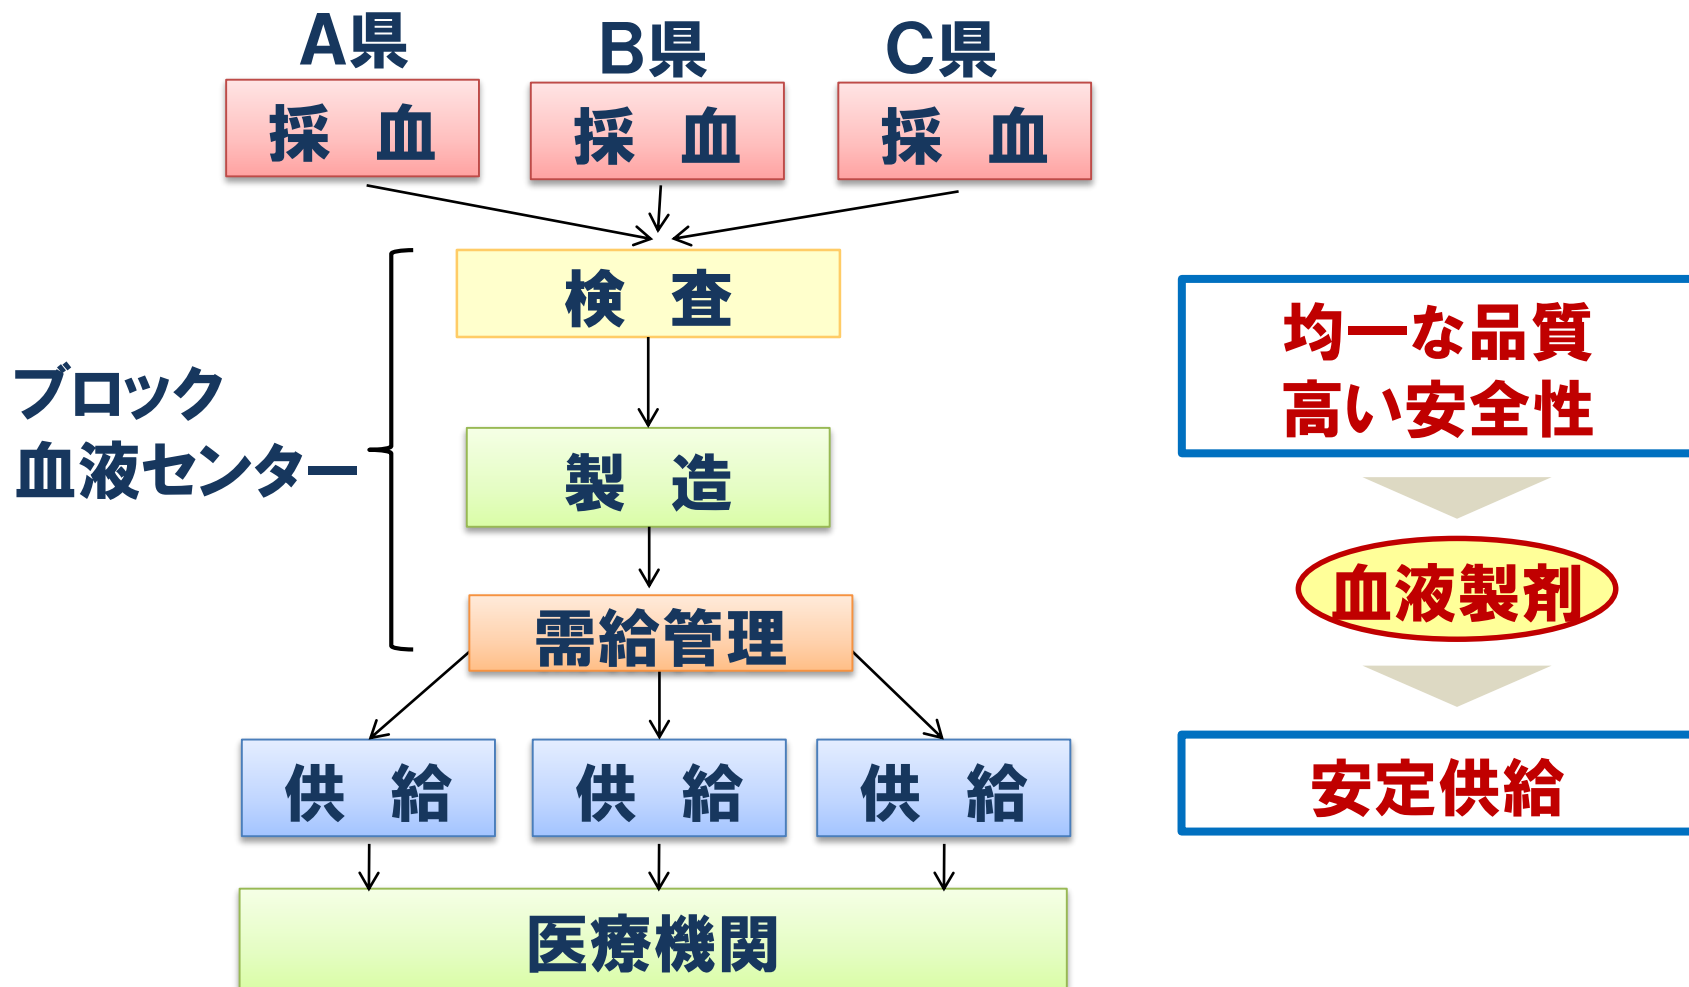 A県
B県
C県
採 血
採 血
採 血
検 査
ブロック
血液センター
製 造
需給管理
供 給
供 給
供 給
医療機関
均一な品質
高い安全性
血液製剤
安定供給